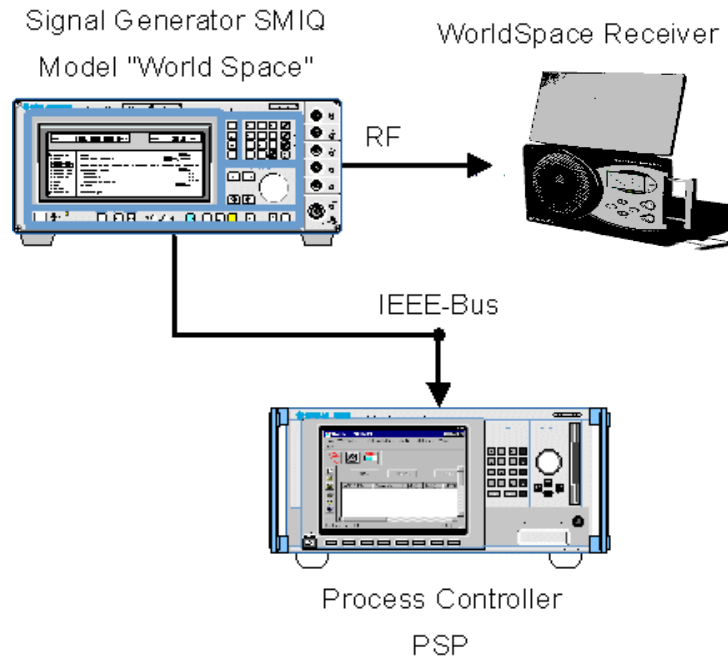 Signal Generator SMIQ
Model "World Space"
WorldSpace Receiver
RF
IEEE-Bus
Process Controller
PSP